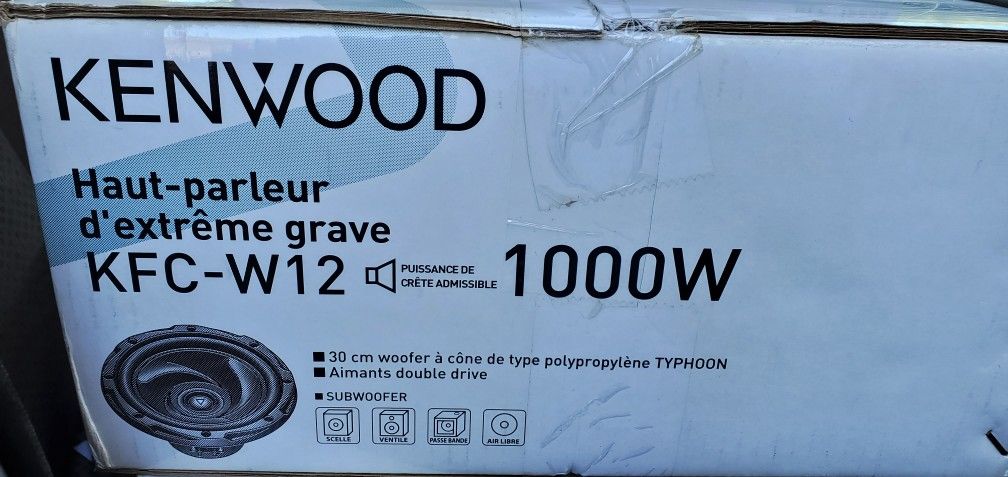 KENWOOD
Haut-parleur
d'extrême grave
KFC-W12
PUISSANCE DE
CRÊTE ADMISSIBLE
1000W
■ 30 cm woofer à cône de type polypropylène TYPHOON
■ Aimants double drive
■ SUBWOOFER
SCELLE
VENTILE
PASSE BANDE
AIR LIBRE